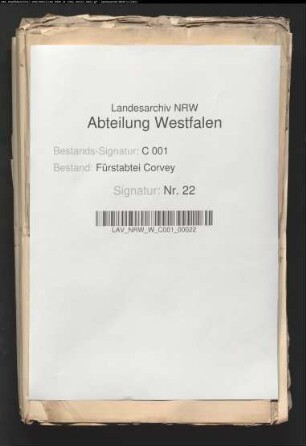 Landesarchiv NRW
Abteilung Westfalen
Bestands-Signatur: C 001
Bestand: Fürstabtei Corvey
Signatur: Nr. 22
LAV_NRW_W_C001_00022